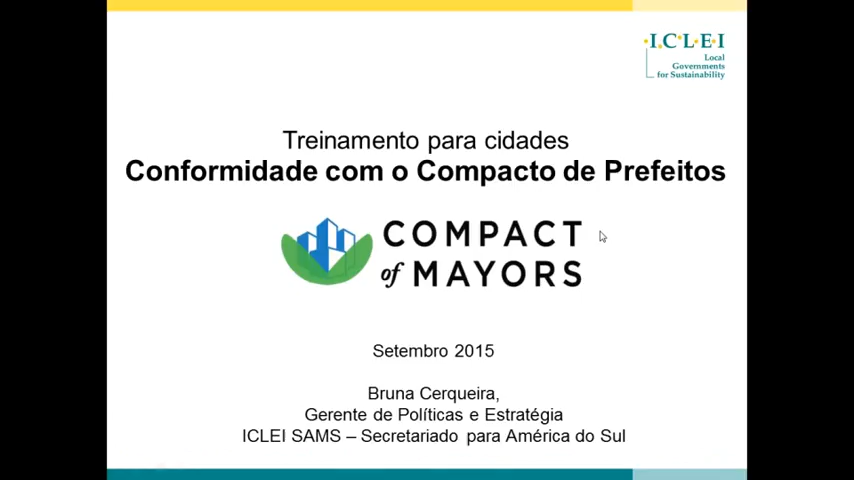 I.C.L.E.I
Local
Governments
for Sustainability
Treinamento para cidades
Conformidade com o Compacto de Prefeitos
COMPACT
of MAYORS
Setembro 2015
Bruna Cerqueira,
Gerente de Políticas e Estratégia
ICLEI SAMS – Secretariado para América do Sul